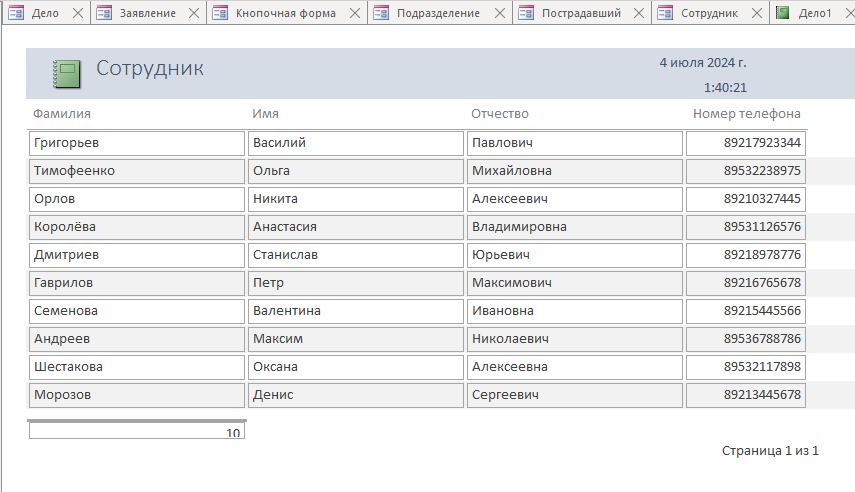 Дело Заявление Кнопочная форма Подразделение Пострадавший Сотрудник Дело1
Сотрудник 4 июля 2024 г.
1:40:21
Фамилия Имя Отчество Номер телефона
Григорьев Василий Павлович 89217923344
Тимофеенко Ольга Михайловна 89532238975
Орлов Никита Алексеевич 89210327445
Королёва Анастасия Владимировна 89531126576
Дмитриев Станислав Юрьевич 89218978776
Гаврилов Петр Максимович 89216765678
Семенова Валентина Ивановна 89215445566
Андреев Максим Николаевич 89536788786
Шестакова Оксана Алексеевна 89532117898
Морозов Денис Сергеевич 89213445678
10
Страница 1 из 1